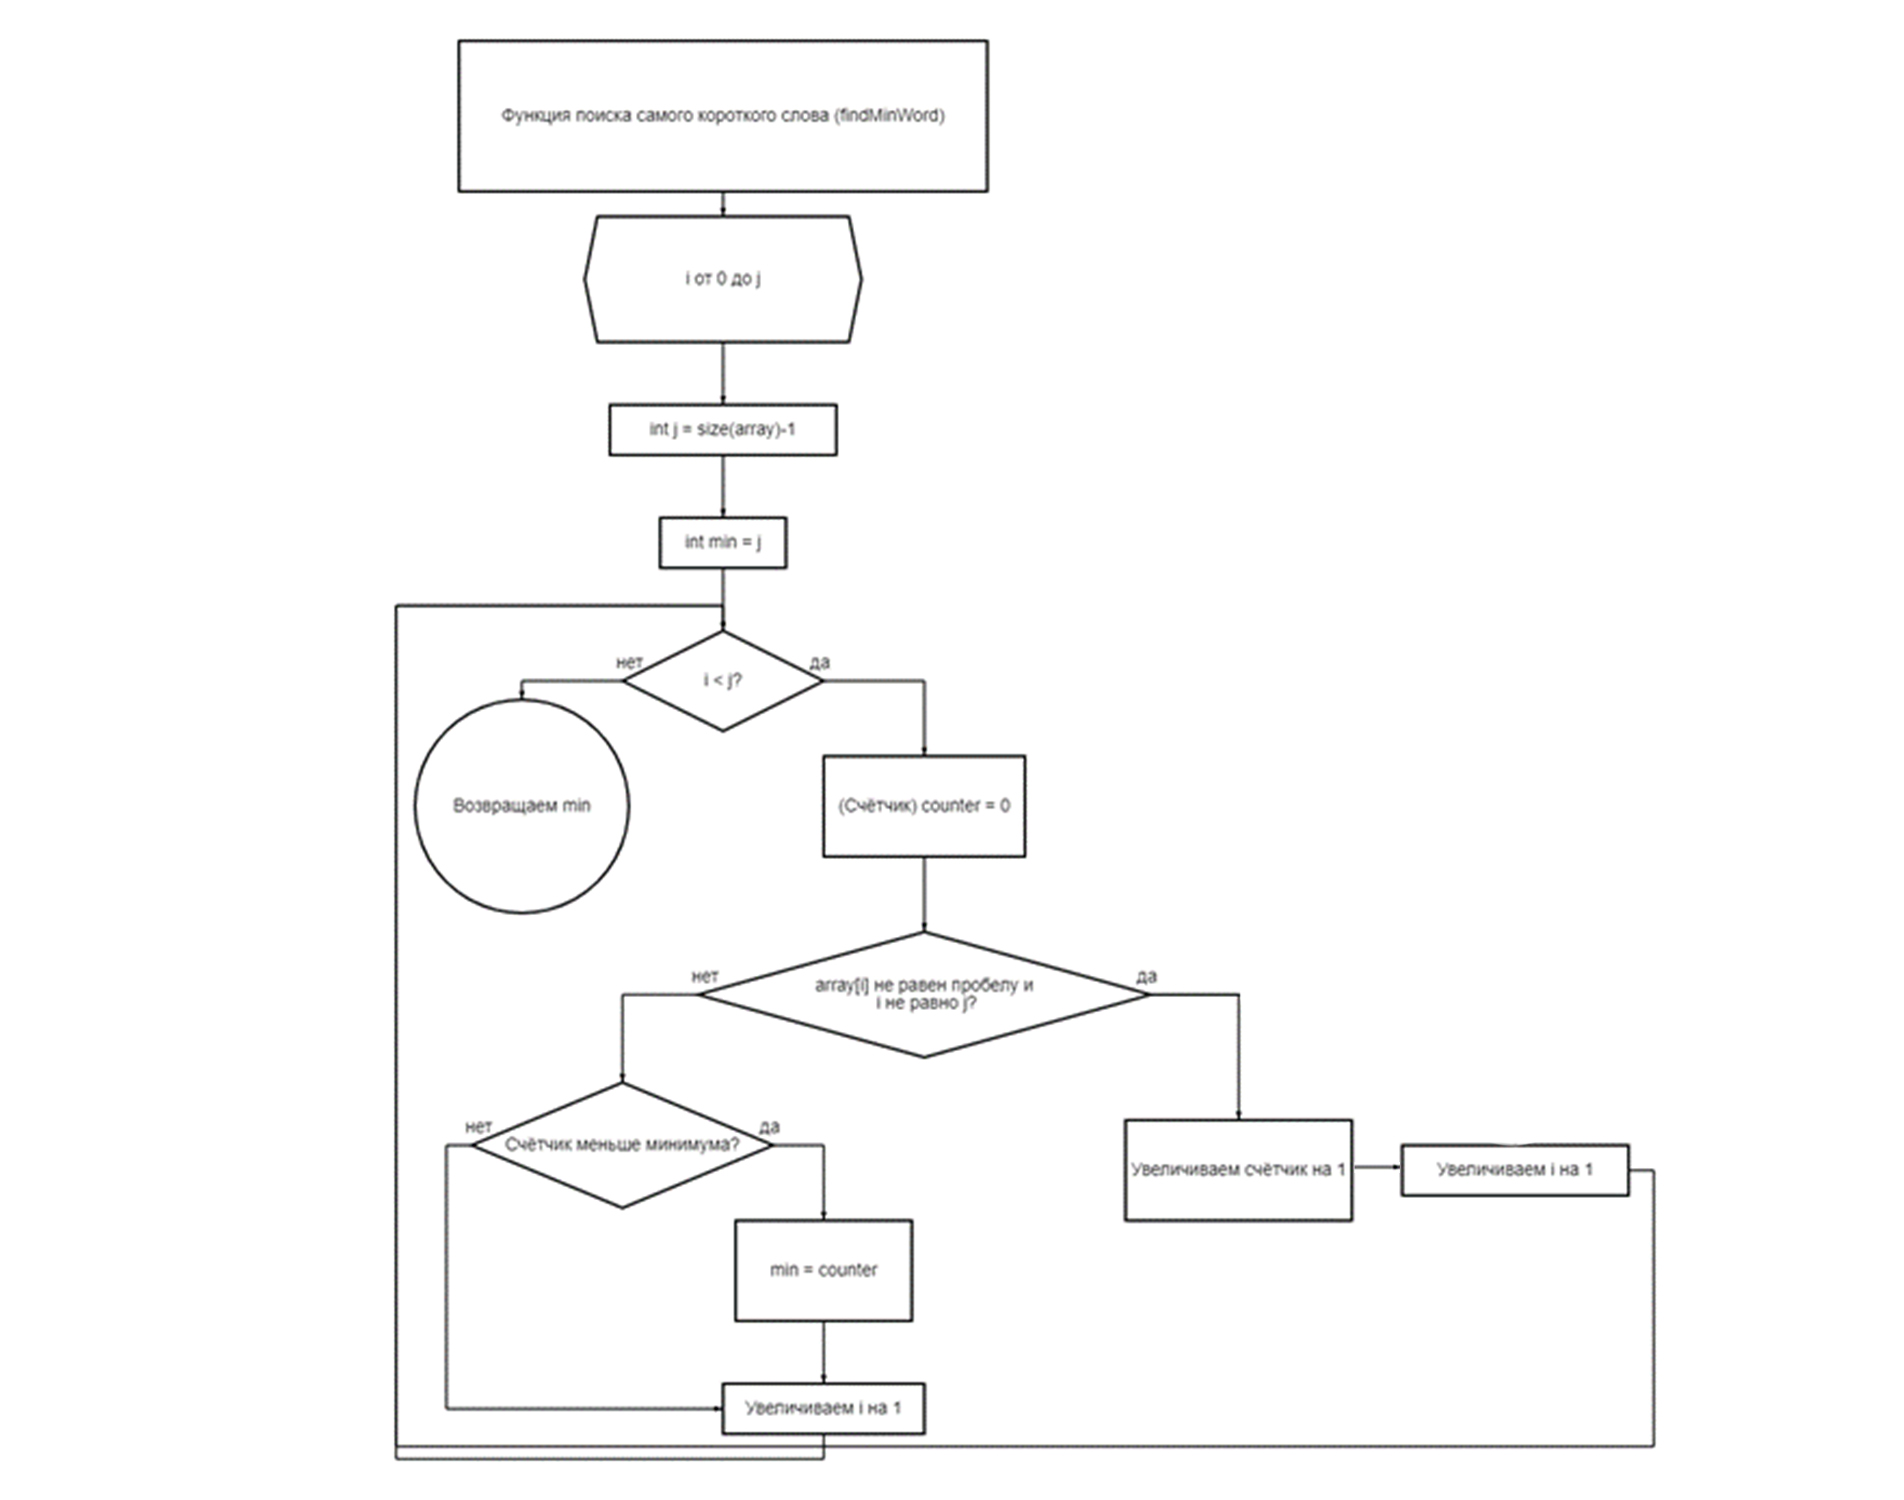 Функция поиска самого короткого слова (findMinWord)
i от 0 до j
int j = size(array)-1
int min = j
нет
да
i < j?
Возвращаем min
(Счётчик) counter = 0
нет
да
array[i] не равен пробелу и
i не равно j?
нет
да
Счётчик меньше минимума?
Увеличиваем счётчик на 1
Увеличиваем i на 1
min = counter
Увеличиваем i на 1